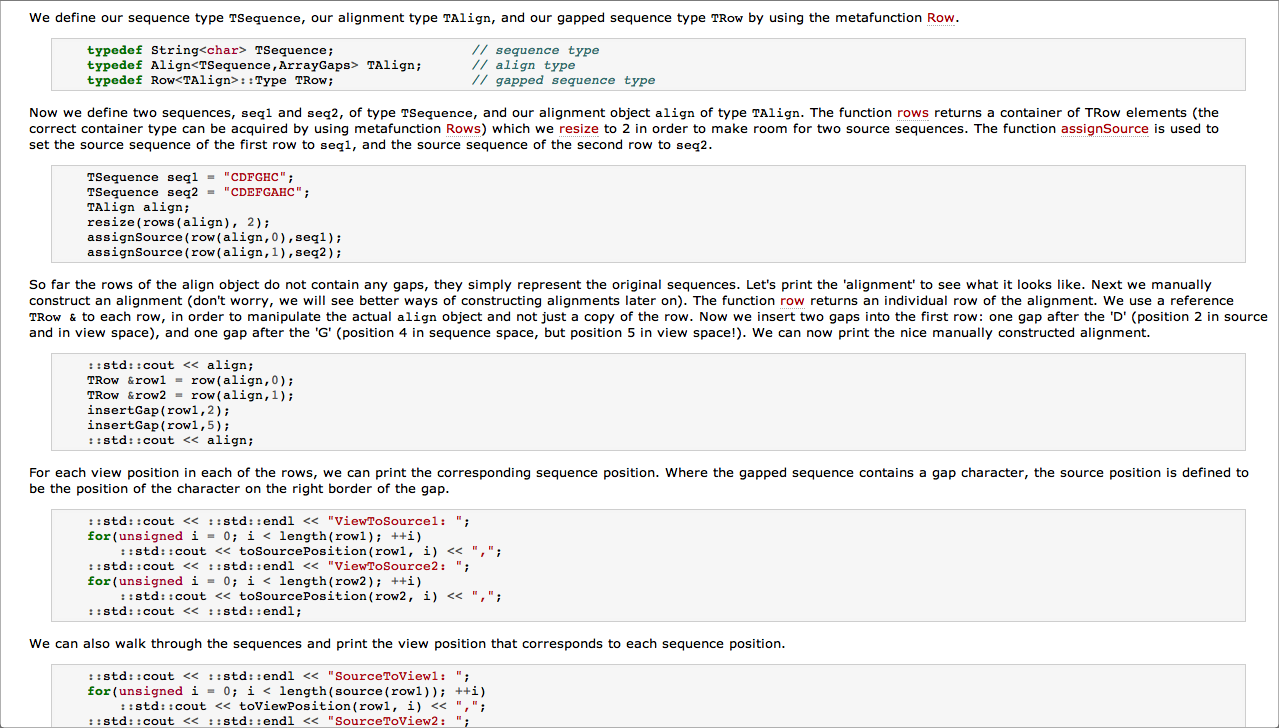 We define our sequence type TSequence, our alignment type TAlign, and our gapped sequence type TRow by using the metafunction Row.
typedef String<char> TSequence; // sequence type
typedef Align<TSequence,ArrayGaps> TAlign; // align type
typedef Row<TAlign>::Type TRow; // gapped sequence type
Now we define two sequences, seq1 and seq2, of type TSequence, and our alignment object align of type TAlign. The function rows returns a container of TRow elements (the
correct container type can be acquired by using metafunction Rows) which we resize to 2 in order to make room for two source sequences. The function assignSource is used to
set the source sequence of the first row to seq1, and the source sequence of the second row to seq2.
TSequence seq1 = "CDFGHC";
TSequence seq2 = "CDEFGAHC";
TAlign align;
resize(rows(align), 2);
assignSource(row(align,0),seq1);
assignSource(row(align,1),seq2);
So far the rows of the align object do not contain any gaps, they simply represent the original sequences. Let's print the 'alignment' to see what it looks like. Next we manually
construct an alignment (don't worry, we will see better ways of constructing alignments later on). The function row returns an individual row of the alignment. We use a reference
TRow & to each row, in order to manipulate the actual align object and not just a copy of the row. Now we insert two gaps into the first row: one gap after the 'D' (position 2 in source
and in view space), and one gap after the 'G' (position 4 in sequence space, but position 5 in view space!). We can now print the nice manually constructed alignment.
::std::cout << align;
TRow &row1 = row(align,0);
TRow &row2 = row(align,1);
insertGap(row1,2);
insertGap(row1,5);
::std::cout << align;
For each view position in each of the rows, we can print the corresponding sequence position. Where the gapped sequence contains a gap character, the source position is defined to
be the position of the character on the right border of the gap.
::std::cout << ::std::endl << "ViewToSource1: ";
for(unsigned i = 0; i < length(row1); ++i)
::std::cout << toSourcePosition(row1, i) << ",";
::std::cout << ::std::endl << "ViewToSource2: ";
for(unsigned i = 0; i < length(row2); ++i)
::std::cout << toSourcePosition(row2, i) << ",";
::std::cout << ::std::endl;
We can also walk through the sequences and print the view position that corresponds to each sequence position.
::std::cout << ::std::endl << "SourceToView1: ";
for(unsigned i = 0; i < length(source(row1)); ++i)
::std::cout << toViewPosition(row1, i) << ",";
::std::cout << ::std::endl << "SourceToView2: ";